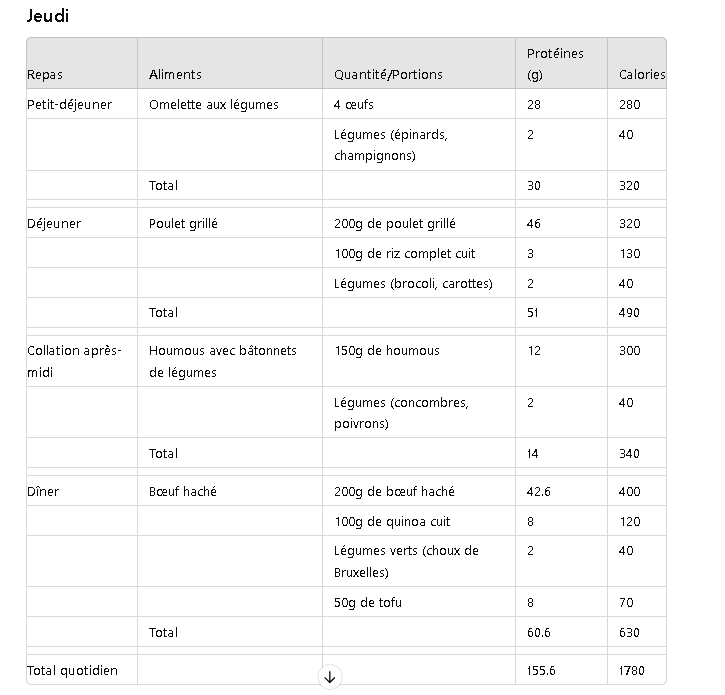 Jeudi
Protéines
Repas Aliments Quantité/Portions (g) Calories
Petit-déjeuner Omelette aux légumes 4 œufs 28 280
Légumes (épinards, 2 40
champignons)
Total 30 320
Déjeuner Poulet grillé 200g de poulet grillé 46 320
100g de riz complet cuit 3 130
Légumes (brocoli, carottes) 2 40
Total 51 490
Collation après- Houmous avec bâtonnets 150g de houmous 12 300
midi de légumes
Légumes (concombres, 2 40
poivrons)
Total 14 340
Dîner Bœuf haché 200g de bœuf haché 42.6 400
100g de quinoa cuit 8 120
Légumes verts (choux de 2 40
Bruxelles)
50g de tofu 8 70
Total 60.6 630
Total quotidien 155.6 1780